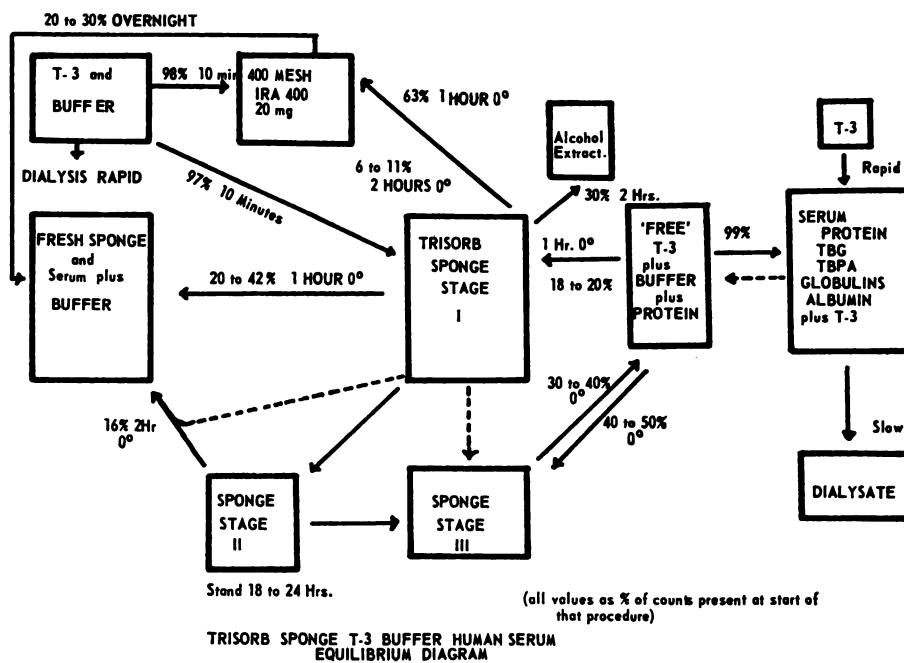 20 to 30% OVERNIGHT
T-3 and
BUFFER
98% 10 min
400 MESH
IRA 400
20 mg
63% 1 HOUR 0°
Alcohol
Extract.
T-3
Rapid
DIALYSIS RAPID
97% 10 Minutes
6 to 11%
2 HOURS 0°
30% 2 Hrs.
FRESH SPONGE
and
Serum plus
BUFFER
20 to 42% 1 HOUR 0°
TRISORB
SPONGE
STAGE
I
1 Hr. 0°
18 to 20%
'FREE'
T-3
plus
BUFFER
plus
PROTEIN
99%
SERUM
PROTEIN
TBG
TBPA
GLOBULINS
ALBUMIN
plus T-3
16% 2Hr
0°
30 to 40%
0°
40 to 50%
0°
Slow
SPONGE
STAGE
II
SPONGE
STAGE
III
DIALYSATE
Stand 18 to 24 Hrs.
(all values as % of counts present at start of
that procedure)
TRISORB SPONGE T-3 BUFFER HUMAN SERUM
EQUILIBRIUM DIAGRAM